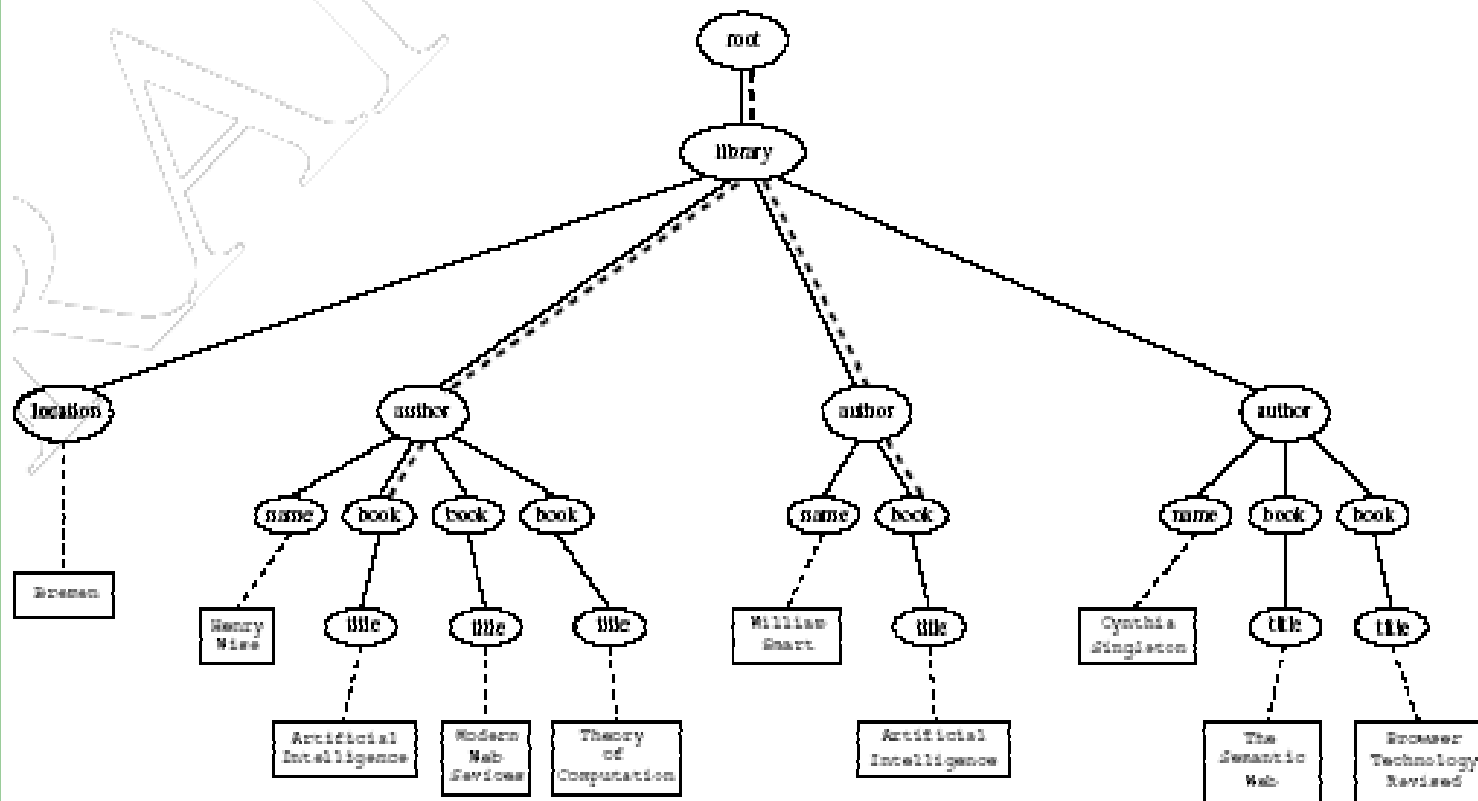 root
library
location
author
author
author
name
book
book
book
name
book
name
book
book
Bremen
Henry
Wise
title
title
title
William
Smart
title
Cynthia
Singleton
title
title
Artificial
Intelligence
Modern
Web
Sevices
Theory
of
Computation
Artificial
Intelligence
The
Semantic
Web
Browser
Technology
Revised